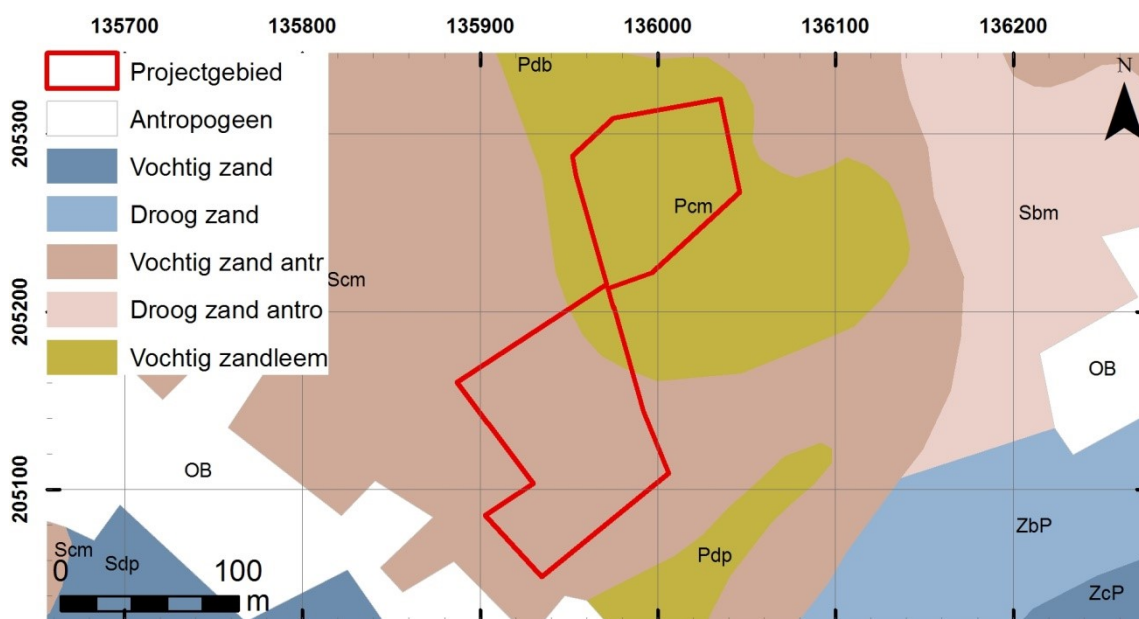 135700 135800 135900 136000 136100 136200
Projectgebied
Antropogeen
Vochtig zand
Droog zand
Vochtig zand antr
Droog zand antro
Vochtig zandleem
205300
205200
205100
Pdb
N
Pcm
Sbm
Scm
OB
OB
ZbP
Scm
Sdp
Pdp
ZcP
0 100
m